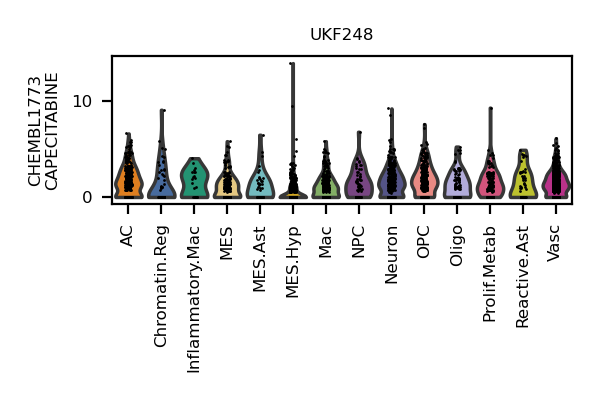 UKF248
CHEMBL1773
CAPECITABINE
10
0
AC
Chromatin.Reg
Inflammatory.Mac
MES
MES.Ast
MES.Hyp
Mac
NPC
Neuron
OPC
Oligo
Prolif.Metab
Reactive.Ast
Vasc